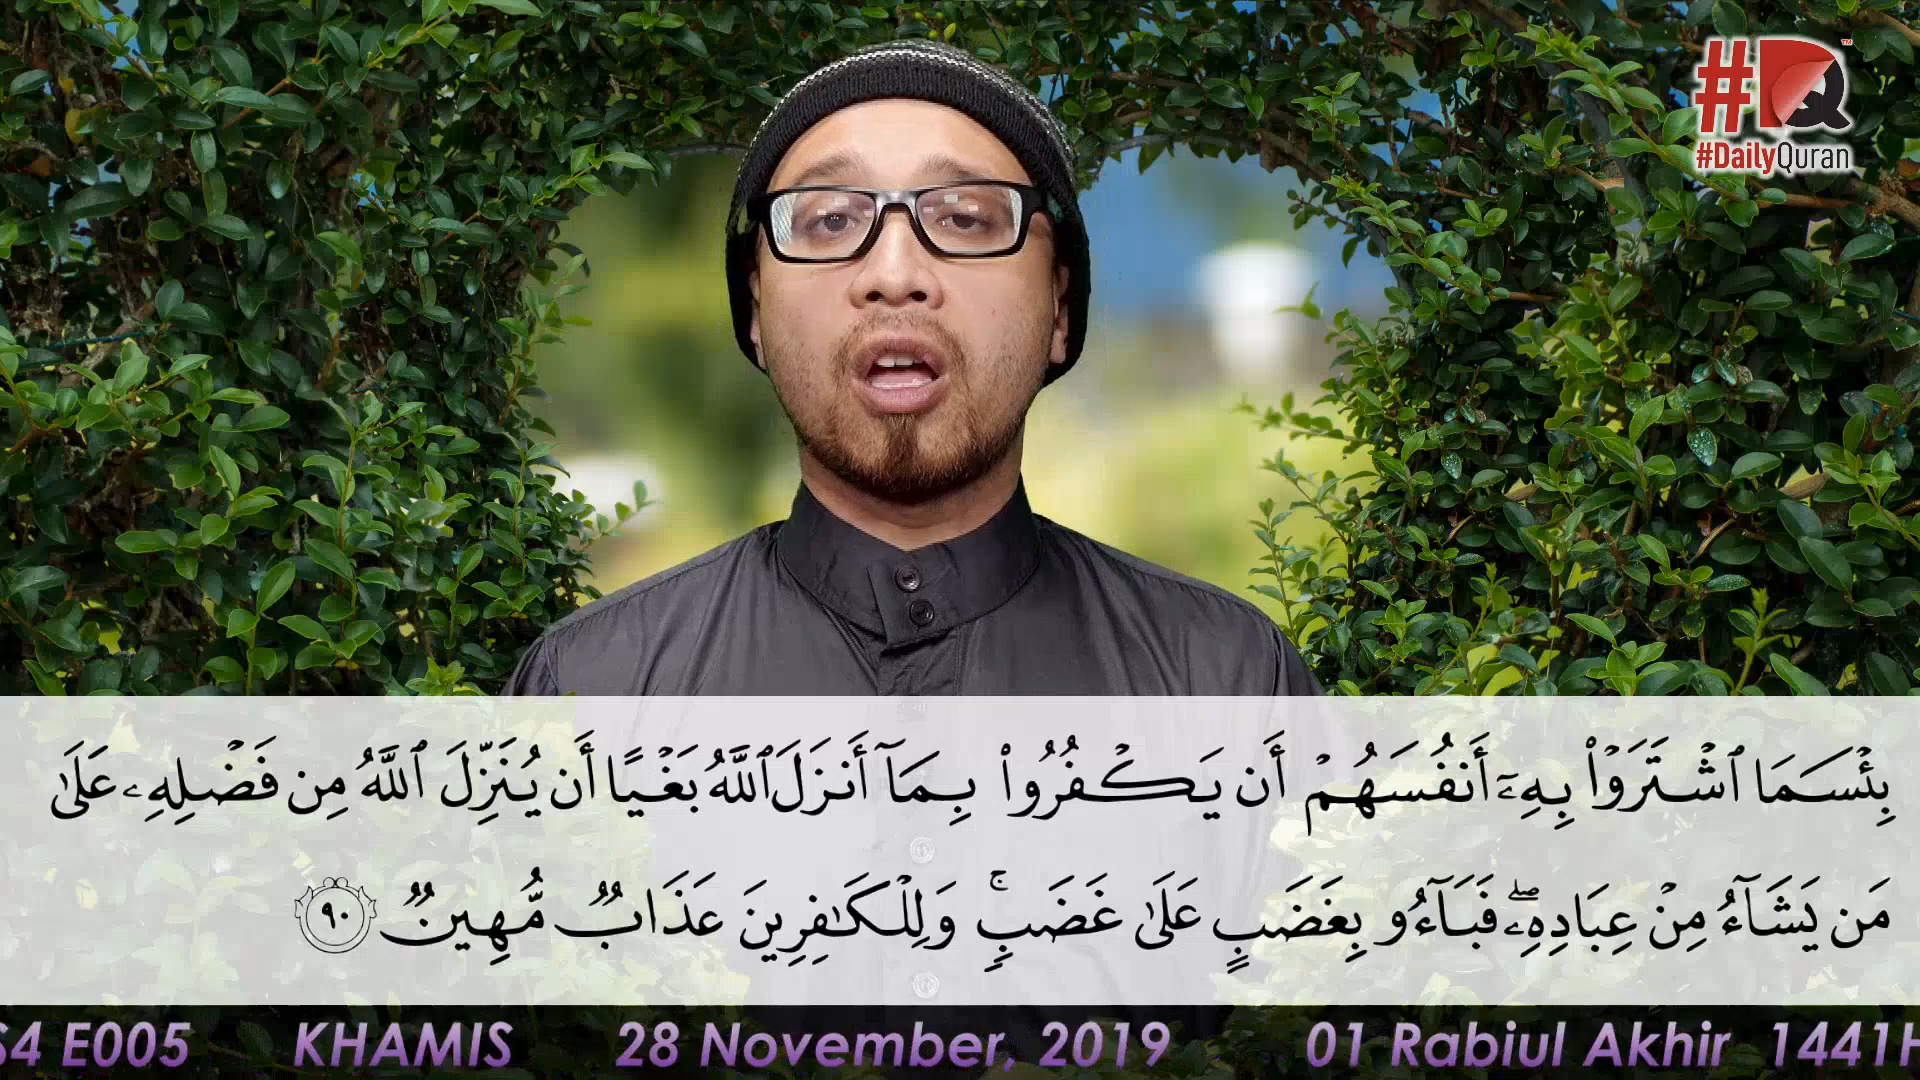 #DQ™
#DailyQuran
بِئْسَمَا ٱشْتَرَوْا۟ بِهِۦٓ أَنفُسَهُمْ أَن يَكْفُرُوا۟ بِمَآ أَنزَلَ ٱللَّهُ بَغْيًا أَن يُنَزِّلَ ٱللَّهُ مِن فَضْلِهِۦ عَلَىٰ
مَن يَشَآءُ مِنْ عِبَادِهِۦ ۖ فَبَآءُو بِغَضَبٍ عَلَىٰ غَضَبٍ ۚ وَلِلْكَـٰفِرِينَ عَذَابٌ مُّهِينٌ ٩٠
S4 E005 KHAMIS 28 November, 2019 01 Rabiul Akhir 1441H